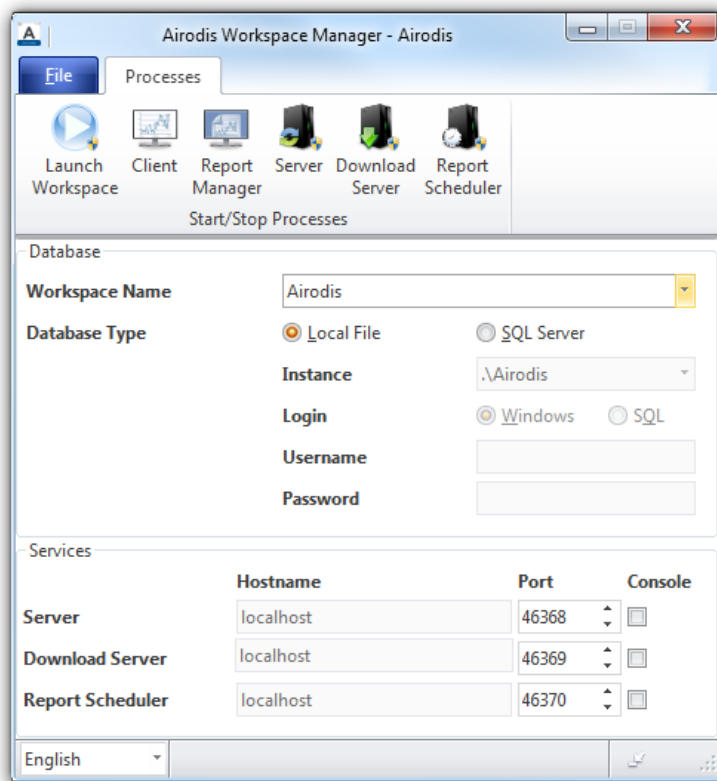 A
Airodis Workspace Manager - Airodis
File Processes
Launch Workspace
Client
Report Manager
Server
Download Server
Report Scheduler
Start/Stop Processes
Database
Workspace Name Airodis
Database Type Local File SQL Server
Instance .\Airodis
Login Windows SQL
Username
Password
Services
Hostname Port Console
Server localhost 46368
Download Server localhost 46369
Report Scheduler localhost 46370
English